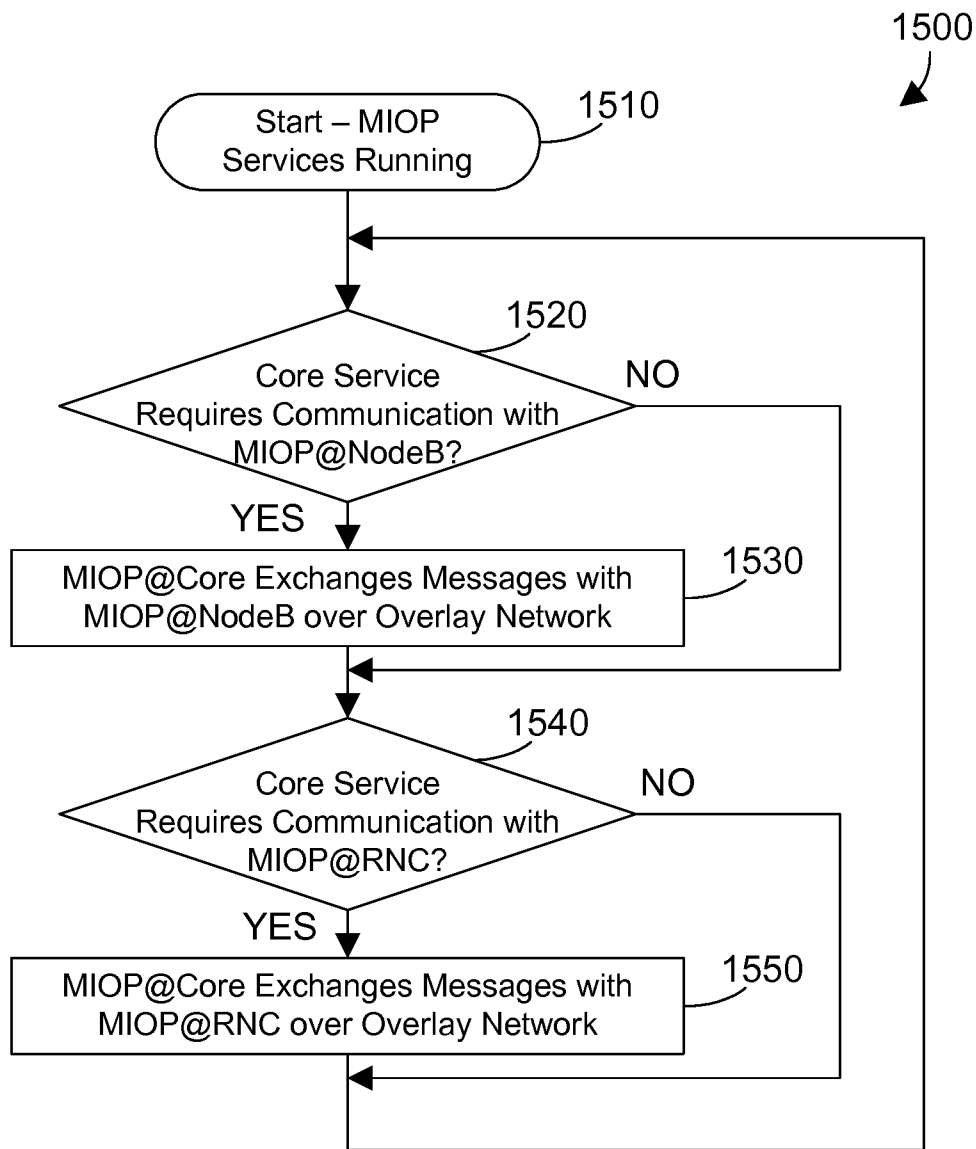 1500
Start – MIOP
Services Running
1510
Core Service
Requires Communication with
MIOP@NodeB?
1520
NO
YES
MIOP@Core Exchanges Messages with
MIOP@NodeB over Overlay Network
1530
Core Service
Requires Communication with
MIOP@RNC?
1540
NO
YES
MIOP@Core Exchanges Messages with
MIOP@RNC over Overlay Network
1550